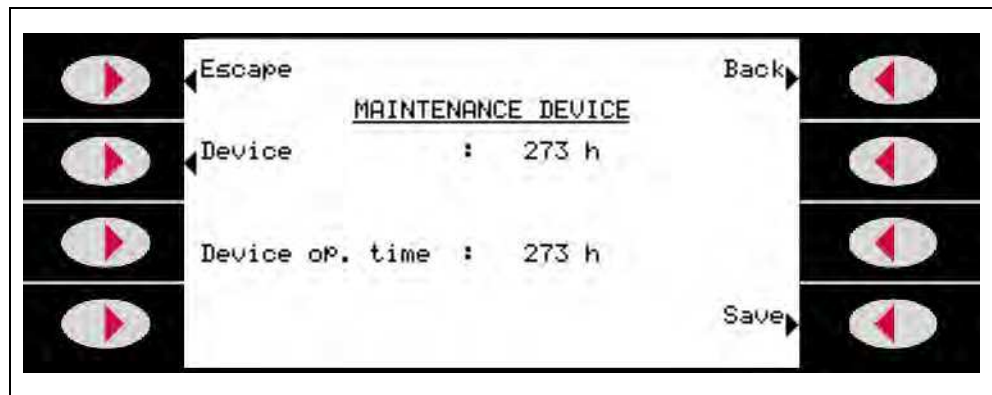 Escape Back
MAINTENANCE DEVICE
Device : 273 h
Device op. time : 273 h
Save